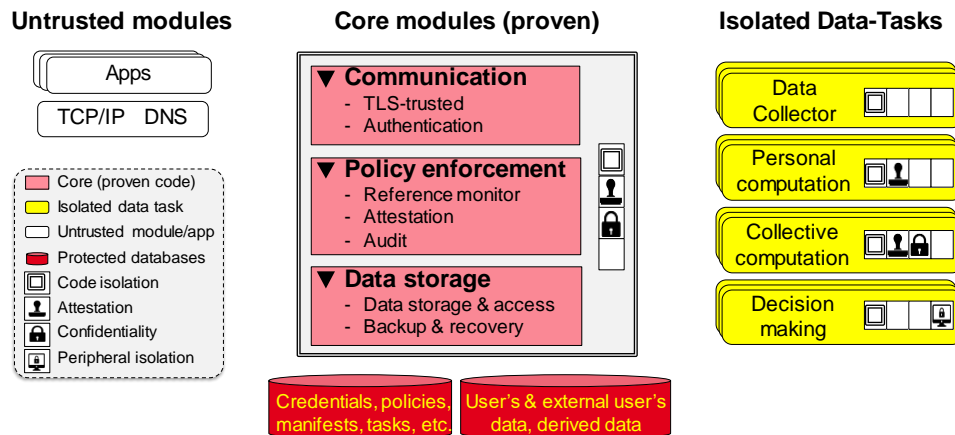 Untrusted modules
Apps
TCP/IP DNS
Core (proven code)
Isolated data task
Untrusted module/app
Protected databases
Code isolation
Attestation
Confidentiality
Peripheral isolation
Core modules (proven)
▼ Communication
- TLS-trusted
- Authentication
▼ Policy enforcement
- Reference monitor
- Attestation
- Audit
▼ Data storage
- Data storage & access
- Backup & recovery
Credentials, policies,
manifests, tasks, etc.
User's & external user's
data, derived data
Isolated Data-Tasks
Data
Collector
Personal
computation
Collective
computation
Decision
making